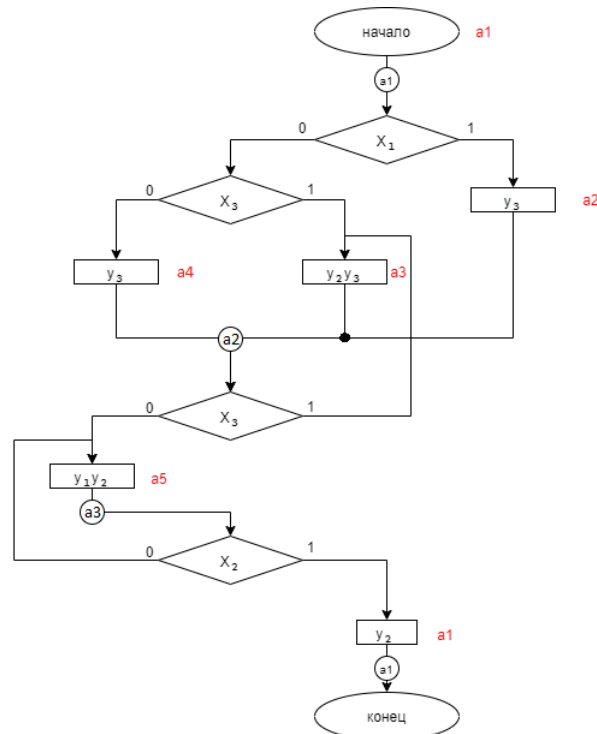 начало a1
a1
0 X₁ 1
0 X₃ 1 y₃ a2
y₃ a4 y₂y₃ a3
a2
0 X₃ 1
y₁y₂ a5
a3
0 X₂ 1
y₂ a1
a1
конец